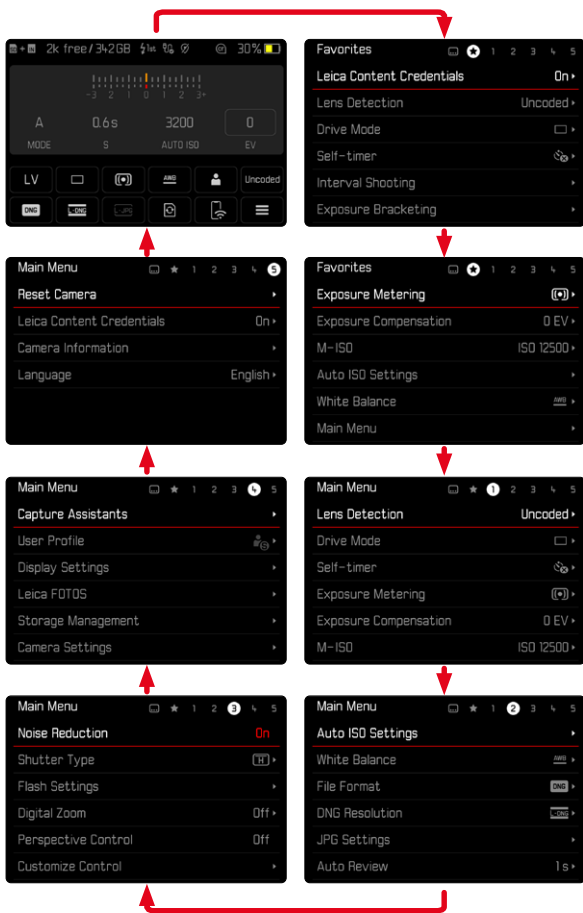 2k free/342GB 1st 30%
-3 2 1 0 1 2 3+
A 0.6s 3200 0
MODE S AUTO ISO EV
LV AWB Uncoded
DNG L-DNG L-JPG
Favorites 1 2 3 4 5
Leica Content Credentials On
Lens Detection Uncoded
Drive Mode
Self-timer
Interval Shooting
Exposure Bracketing
Favorites 1 2 3 4 5
Exposure Metering
Exposure Compensation 0 EV
M-ISO ISO 12500
Auto ISO Settings
White Balance AWB
Main Menu
Main Menu 1 2 3 4 5
Lens Detection Uncoded
Drive Mode
Self-timer
Exposure Metering
Exposure Compensation 0 EV
M-ISO ISO 12500
Main Menu 1 2 3 4 5
Auto ISO Settings
White Balance AWB
File Format DNG
DNG Resolution L-DNG
JPG Settings
Auto Review 1s
Main Menu 1 2 3 4 5
Noise Reduction On
Shutter Type H
Flash Settings
Digital Zoom Off
Perspective Control Off
Customize Control
Main Menu 1 2 3 4 5
Capture Assistants
User Profile
Display Settings
Leica FOTOS
Storage Management
Camera Settings
Main Menu 1 2 3 4 5
Reset Camera
Leica Content Credentials On
Camera Information
Language English